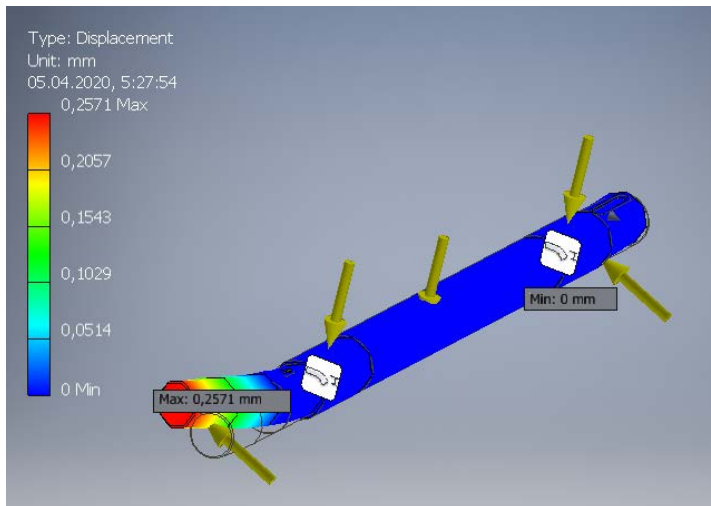 Type: Displacement
Unit: mm
05.04.2020, 5:27:54
0,2571 Max
0,2057
0,1543
0,1029
0,0514
0 Min
Min: 0 mm
Max: 0,2571 mm